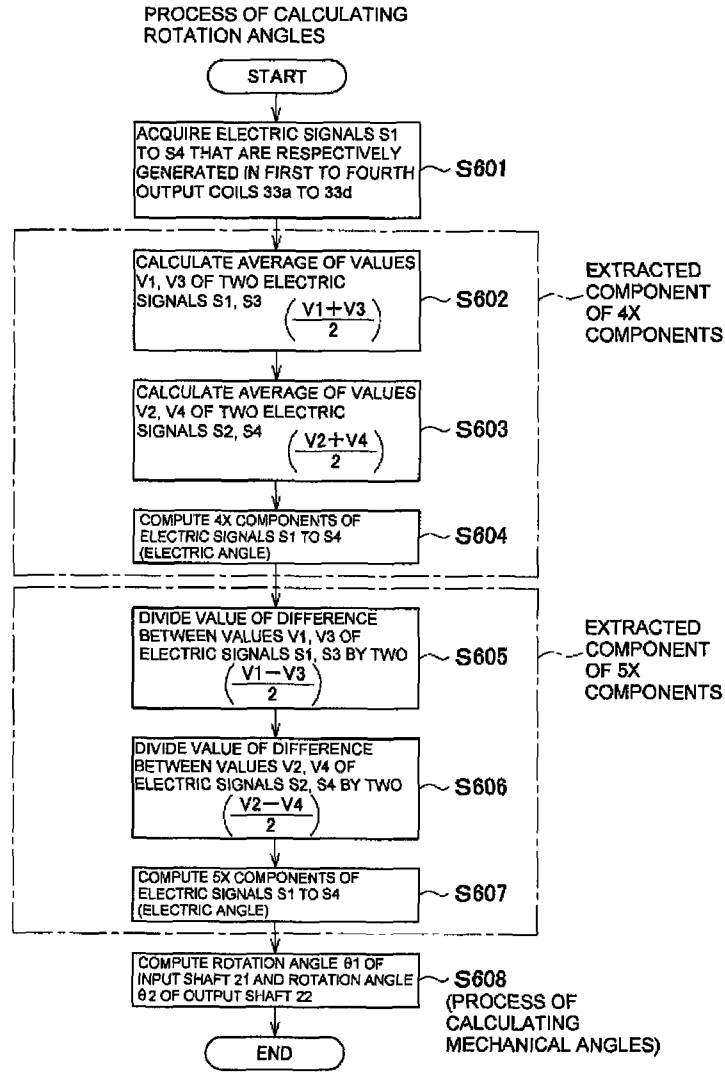 PROCESS OF CALCULATING
ROTATION ANGLES
START
ACQUIRE ELECTRIC SIGNALS S1
TO S4 THAT ARE RESPECTIVELY
GENERATED IN FIRST TO FOURTH
OUTPUT COILS 33a TO 33d
S601
CALCULATE AVERAGE OF VALUES
V1, V3 OF TWO ELECTRIC
SIGNALS S1, S3
(V1+V3
2)
S602
EXTRACTED
COMPONENT
OF 4X
COMPONENTS
CALCULATE AVERAGE OF VALUES
V2, V4 OF TWO ELECTRIC
SIGNALS S2, S4
(V2+V4
2)
S603
COMPUTE 4X COMPONENTS OF
ELECTRIC SIGNALS S1 TO S4
(ELECTRIC ANGLE)
S604
DIVIDE VALUE OF DIFFERENCE
BETWEEN VALUES V1, V3 OF
ELECTRIC SIGNALS S1, S3 BY TWO
(V1−V3
2)
S605
EXTRACTED
COMPONENT
OF 5X
COMPONENTS
DIVIDE VALUE OF DIFFERENCE
BETWEEN VALUES V2, V4 OF
ELECTRIC SIGNALS S2, S4 BY TWO
(V2−V4
2)
S606
COMPUTE 5X COMPONENTS OF
ELECTRIC SIGNALS S1 TO S4
(ELECTRIC ANGLE)
S607
COMPUTE ROTATION ANGLE θ1 OF
INPUT SHAFT 21 AND ROTATION ANGLE
θ2 OF OUTPUT SHAFT 22
S608
(PROCESS OF
CALCULATING
MECHANICAL ANGLES)
END